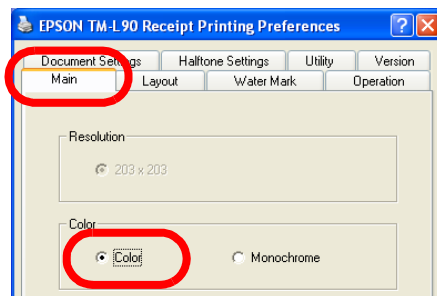 EPSON TM-L90 Receipt Printing Preferences
Document Settings Halftone Settings Utility Version
Main Layout Water Mark Operation
Resolution
203 x 203
Color
Color Monochrome